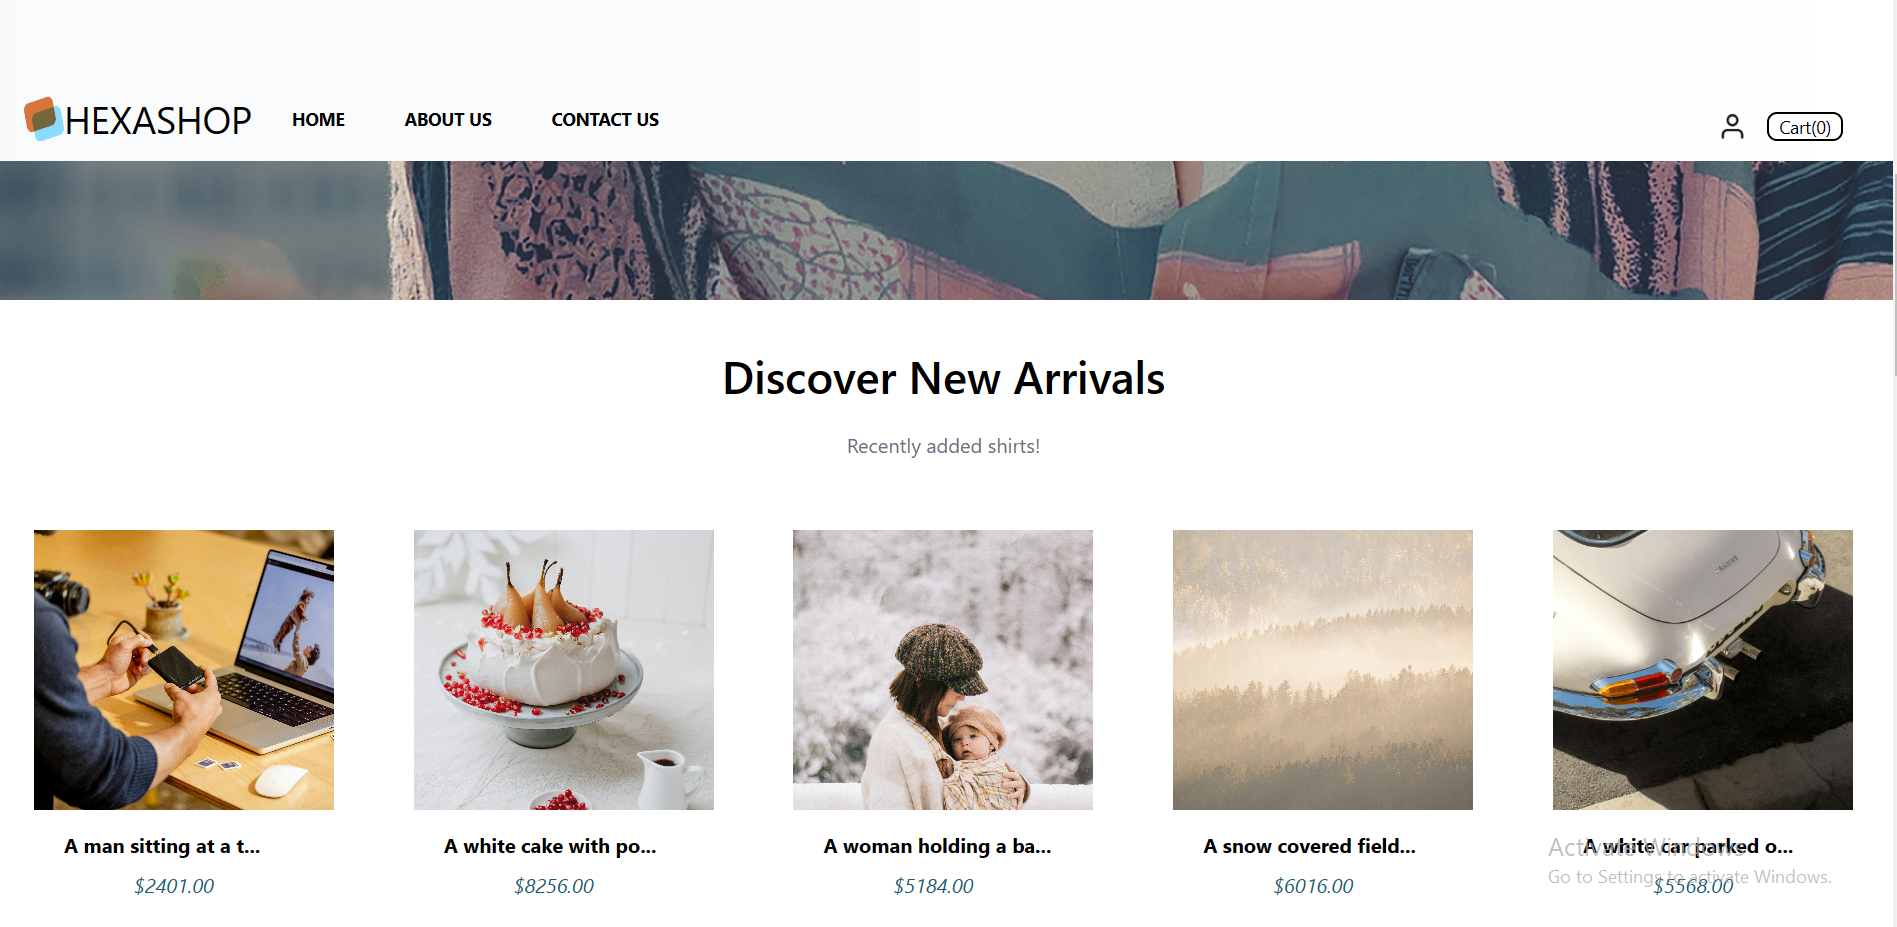 HEXASHOP HOME ABOUT US CONTACT US Cart(0)
Discover New Arrivals
Recently added shirts!
A man sitting at a t... A white cake with po... A woman holding a ba... A snow covered field... A white car parked o...
$2401.00 $8256.00 $5184.00 $6016.00 $5568.00
Activate Windows
Go to Settings to activate Windows.